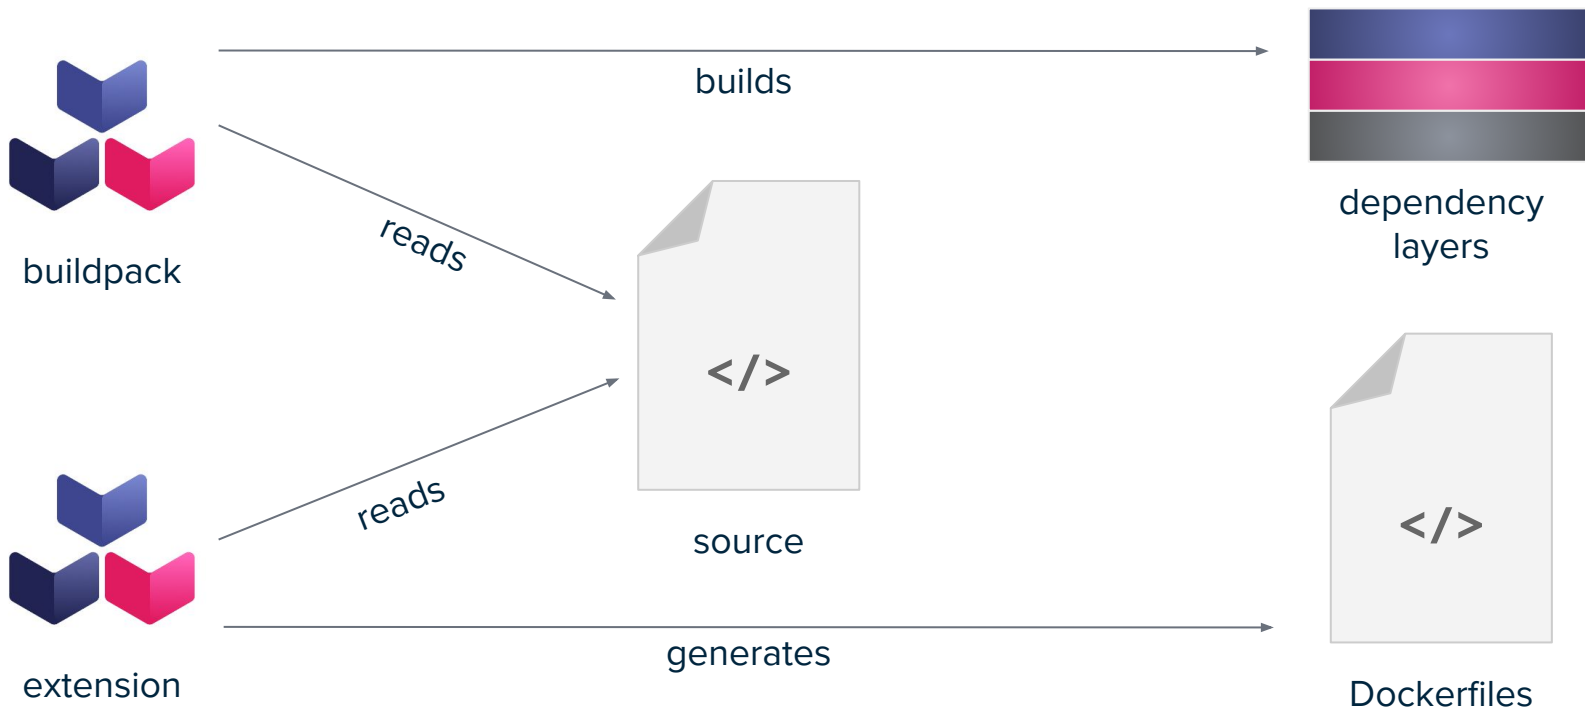 builds
dependency
layers
reads
buildpack
</>
</>
reads
source
generates
extension
Dockerfiles